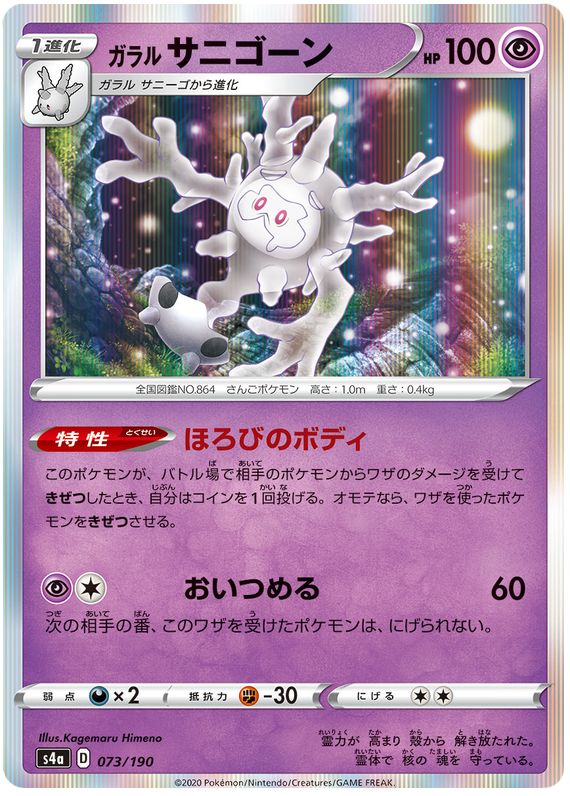 1進化
ガラル サニゴーン
HP100
ガラル サニーゴから進化
全国図鑑NO.864 さんごポケモン 高さ:1.0m 重さ:0.4kg
特性 とくせい ほろびのボディ
このポケモンが、バトル場で相手のポケモンからワザのダメージを受けて
きぜつしたとき、自分はコインを1回投げる。オモテなら、ワザを使ったポケ
モンをきぜつさせる。
おいつめる 60
次の相手の番、このワザを受けたポケモンは、にげられない。
弱点 ×2 抵抗力 -30 にげる
Illus.Kagemaru Himeno
s4a D 073/190
霊力が 高まり 殻から 解き放たれた。
霊体で 核の 魂を 守っている。
©2020 Pokémon/Nintendo/Creatures/GAME FREAK.